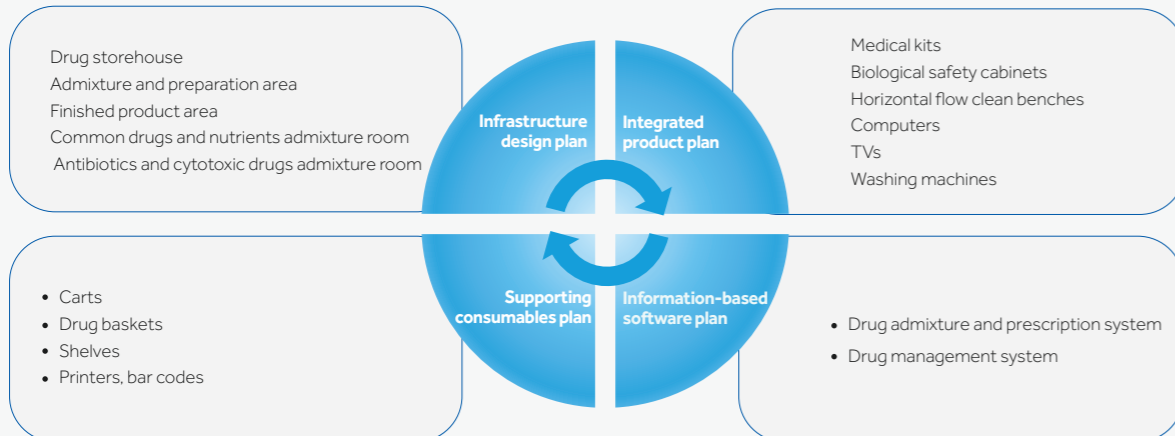 Drug storehouse
Admixture and preparation area
Finished product area
Common drugs and nutrients admixture room
Antibiotics and cytotoxic drugs admixture room
Infrastructure
design plan
Integrated
product plan
Medical kits
Biological safety cabinets
Horizontal flow clean benches
Computers
TVs
Washing machines
• Carts
• Drug baskets
• Shelves
• Printers, bar codes
Supporting
consumables plan
Information-based
software plan
• Drug admixture and prescription system
• Drug management system